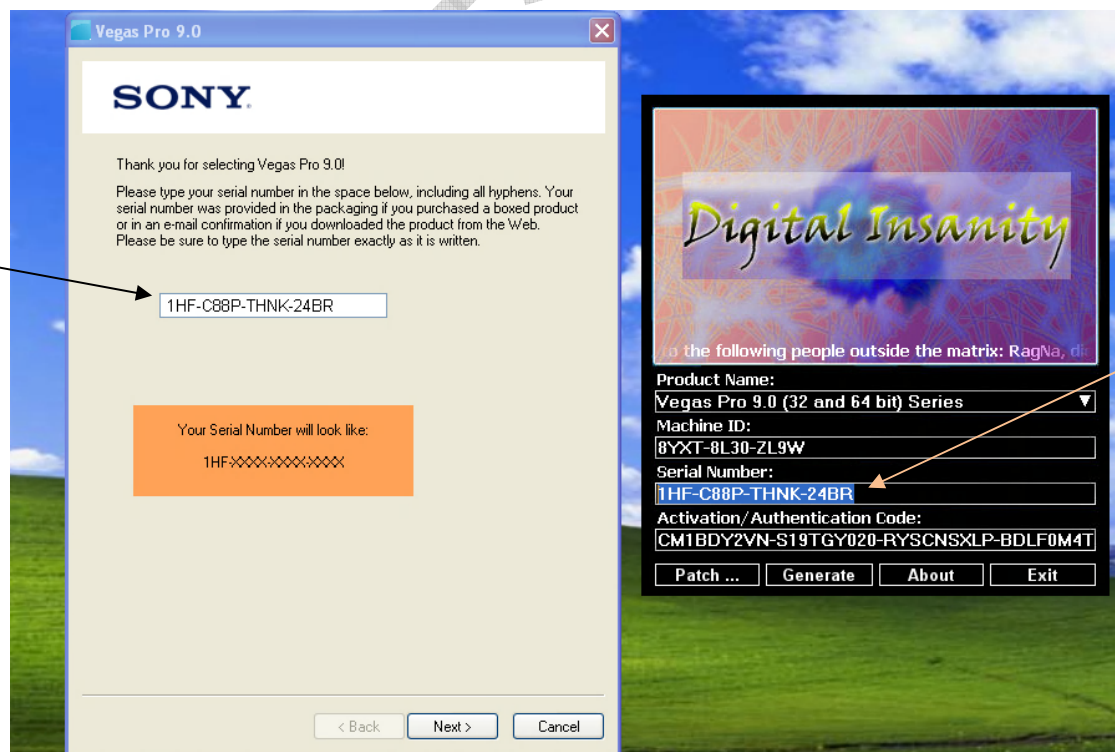 Vegas Pro 9.0
SONY
Thank you for selecting Vegas Pro 9.0!
Please type your serial number in the space below, including all hyphens. Your
serial number was provided in the packaging if you purchased a boxed product
or in an e-mail confirmation if you downloaded the product from the Web.
Please be sure to type the serial number exactly as it is written.
1HF-C88P-THNK-24BR
Your Serial Number will look like:
1HF-XXXX-XXXX-XXXX
< Back
Next >
Cancel
Digital Insanity
to the following people outside the matrix: RagNa,
Product Name:
Vegas Pro 9.0 (32 and 64 bit) Series
Machine ID:
8YXT-8L30-ZL9W
Serial Number:
1HF-C88P-THNK-24BR
Activation/Authentication Code:
CM1BDY2VN-S19TGY020-RYSCNSXLP-BDLF0M4T
Patch ...
Generate
About
Exit